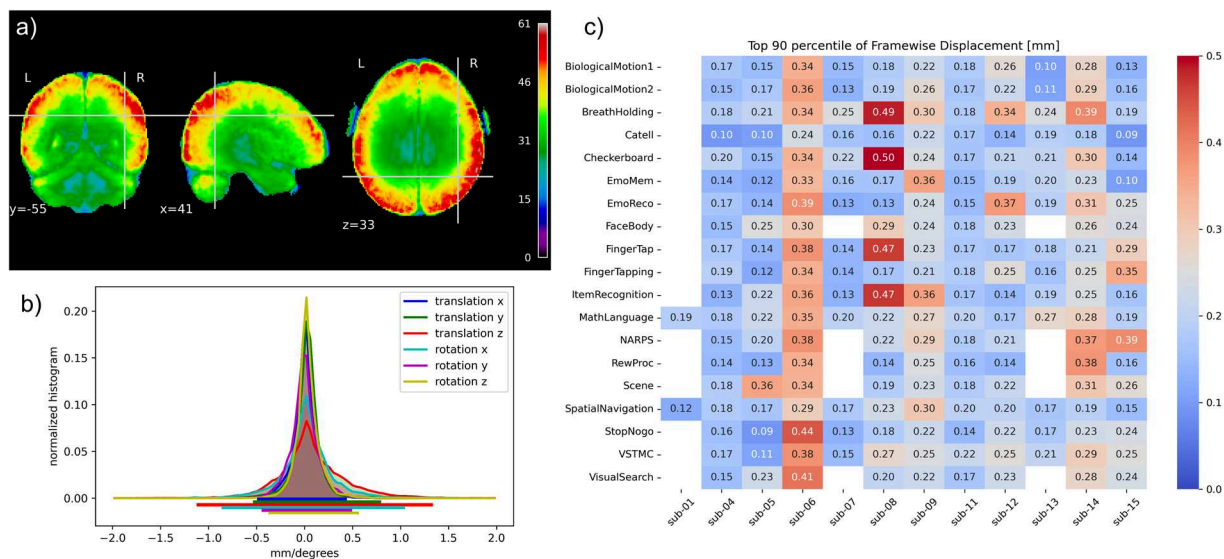 a)
L R
R
L R
y=-55
x=41
z=33
61
46
31
15
0
b)
normalized histogram
0.20
0.15
0.10
0.05
0.00
translation x
translation y
translation z
rotation x
rotation y
rotation z
-2.0 -1.5 -1.0 -0.5 0.0 0.5 1.0 1.5 2.0
mm/degrees
c)
Top 90 percentile of Framewise Displacement [mm]
BiologicalMotion1 0.17 0.15 0.34 0.15 0.18 0.22 0.18 0.26 0.10 0.28 0.13
BiologicalMotion2 0.15 0.17 0.36 0.13 0.19 0.26 0.17 0.22 0.11 0.29 0.16
BreathHolding 0.18 0.21 0.34 0.25 0.49 0.30 0.18 0.34 0.24 0.39 0.19
Catell 0.10 0.10 0.24 0.16 0.16 0.22 0.17 0.14 0.19 0.18 0.09
Checkerboard 0.20 0.15 0.34 0.22 0.50 0.24 0.17 0.21 0.21 0.30 0.14
EmoMem 0.14 0.12 0.33 0.16 0.17 0.36 0.15 0.19 0.20 0.23 0.10
EmoReco 0.17 0.14 0.39 0.13 0.13 0.24 0.15 0.37 0.19 0.31 0.25
FaceBody 0.15 0.25 0.30 0.29 0.24 0.18 0.23 0.26 0.24
FingerTap 0.17 0.14 0.38 0.14 0.47 0.23 0.17 0.17 0.18 0.21 0.29
FingerTapping 0.19 0.12 0.34 0.14 0.17 0.21 0.18 0.25 0.16 0.25 0.35
ItemRecognition 0.13 0.22 0.36 0.13 0.47 0.36 0.17 0.14 0.19 0.25 0.16
MathLanguage 0.19 0.18 0.22 0.35 0.20 0.22 0.27 0.20 0.17 0.27 0.28 0.19
NARPS 0.15 0.20 0.38 0.22 0.29 0.18 0.21 0.37 0.39
RewProc 0.14 0.13 0.34 0.14 0.25 0.16 0.14 0.38 0.16
Scene 0.18 0.36 0.34 0.19 0.23 0.18 0.22 0.31 0.26
SpatialNavigation 0.12 0.18 0.17 0.29 0.17 0.23 0.30 0.20 0.20 0.17 0.19 0.15
StopNogo 0.16 0.09 0.44 0.13 0.18 0.22 0.14 0.22 0.17 0.23 0.24
VSTMC 0.17 0.11 0.38 0.15 0.27 0.25 0.22 0.25 0.21 0.29 0.25
VisualSearch 0.15 0.23 0.41 0.20 0.22 0.17 0.23 0.28 0.24
sub-01 sub-04 sub-05 sub-06 sub-07 sub-08 sub-09 sub-11 sub-12 sub-13 sub-14 sub-15
0.5
0.4
0.3
0.2
0.1
0.0